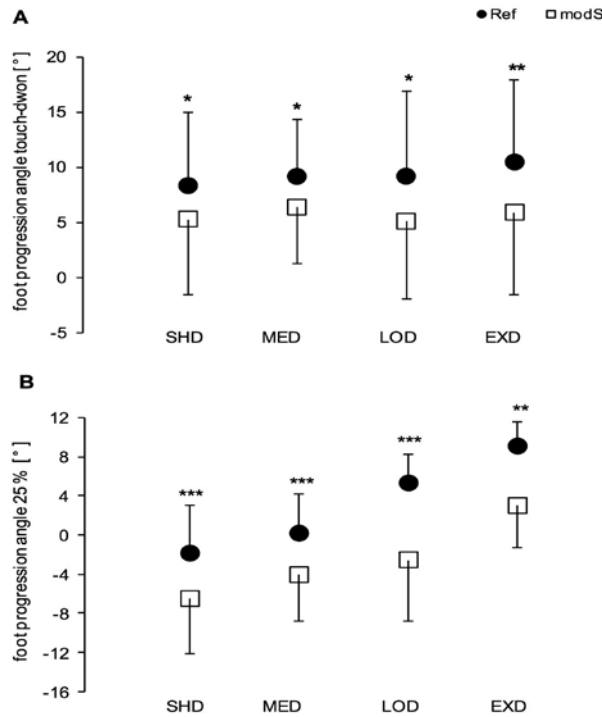 A
● Ref □ modS
foot progression angle touch-dwon [°]
20
15
10
5
0
-5
* * * **
SHD MED LOD EXD
B
foot progression angle 25 % [°]
12
8
4
0
-4
-8
-12
-16
*** *** *** **
SHD MED LOD EXD